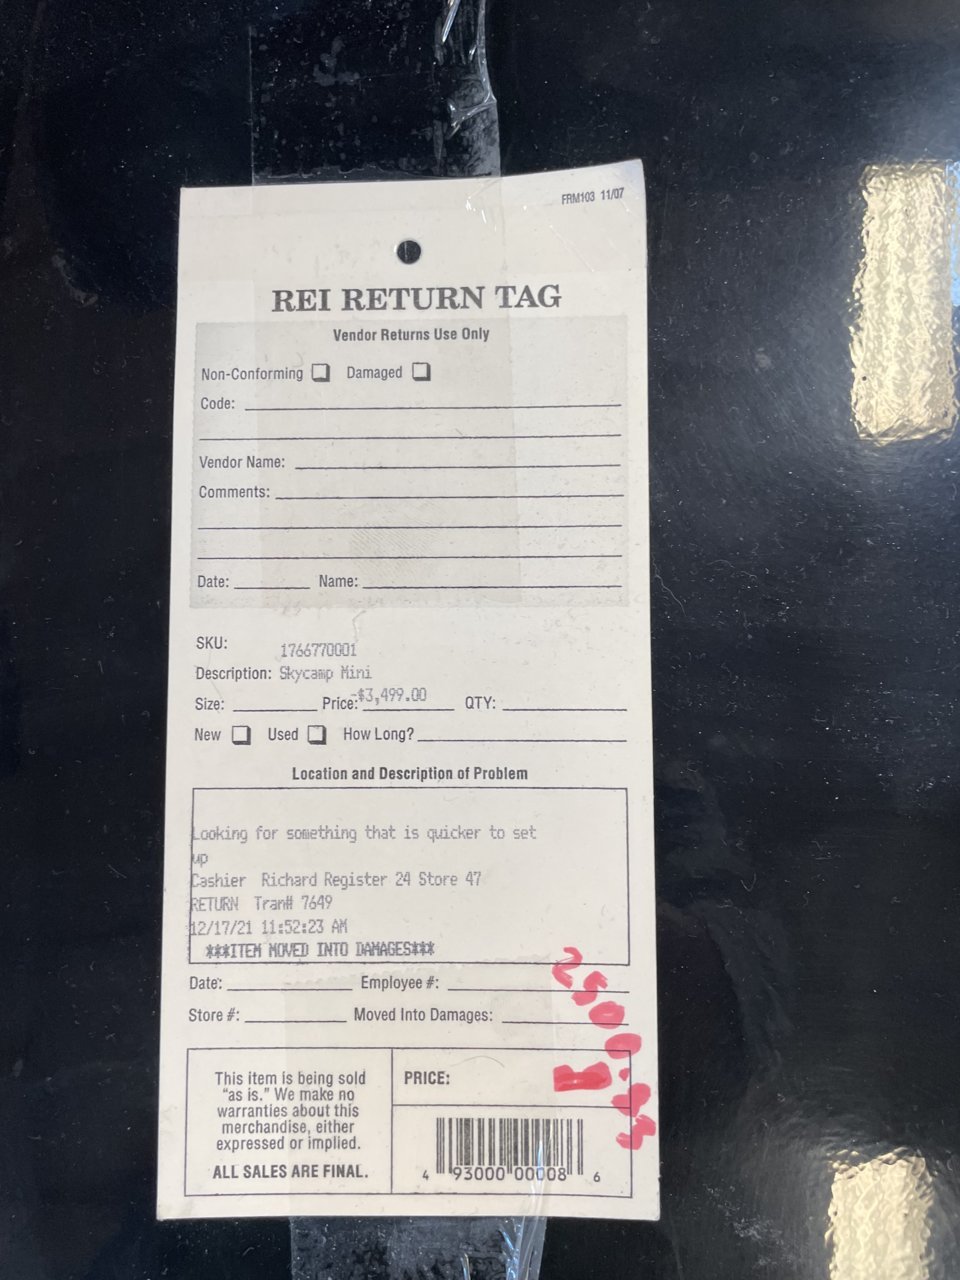 FRM103 11/07
REI RETURN TAG
Vendor Returns Use Only
Non-Conforming Damaged
Code:
Vendor Name:
Comments:
Date: Name:
SKU: 1766770001
Description: Skycamp Mini
Size: Price: -$3,499.00 QTY:
New Used How Long?
Location and Description of Problem
Looking for something that is quicker to set
up
Cashier Richard Register 24 Store 47
RETURN Tran# 7649
12/17/21 11:52:23 AM
***ITEM MOVED INTO DAMAGES***
Date: Employee #:
Store #: Moved Into Damages:
2500
This item is being sold
"as is." We make no
warranties about this
merchandise, either
expressed or implied.
ALL SALES ARE FINAL.
PRICE:
4 93000 00008 6